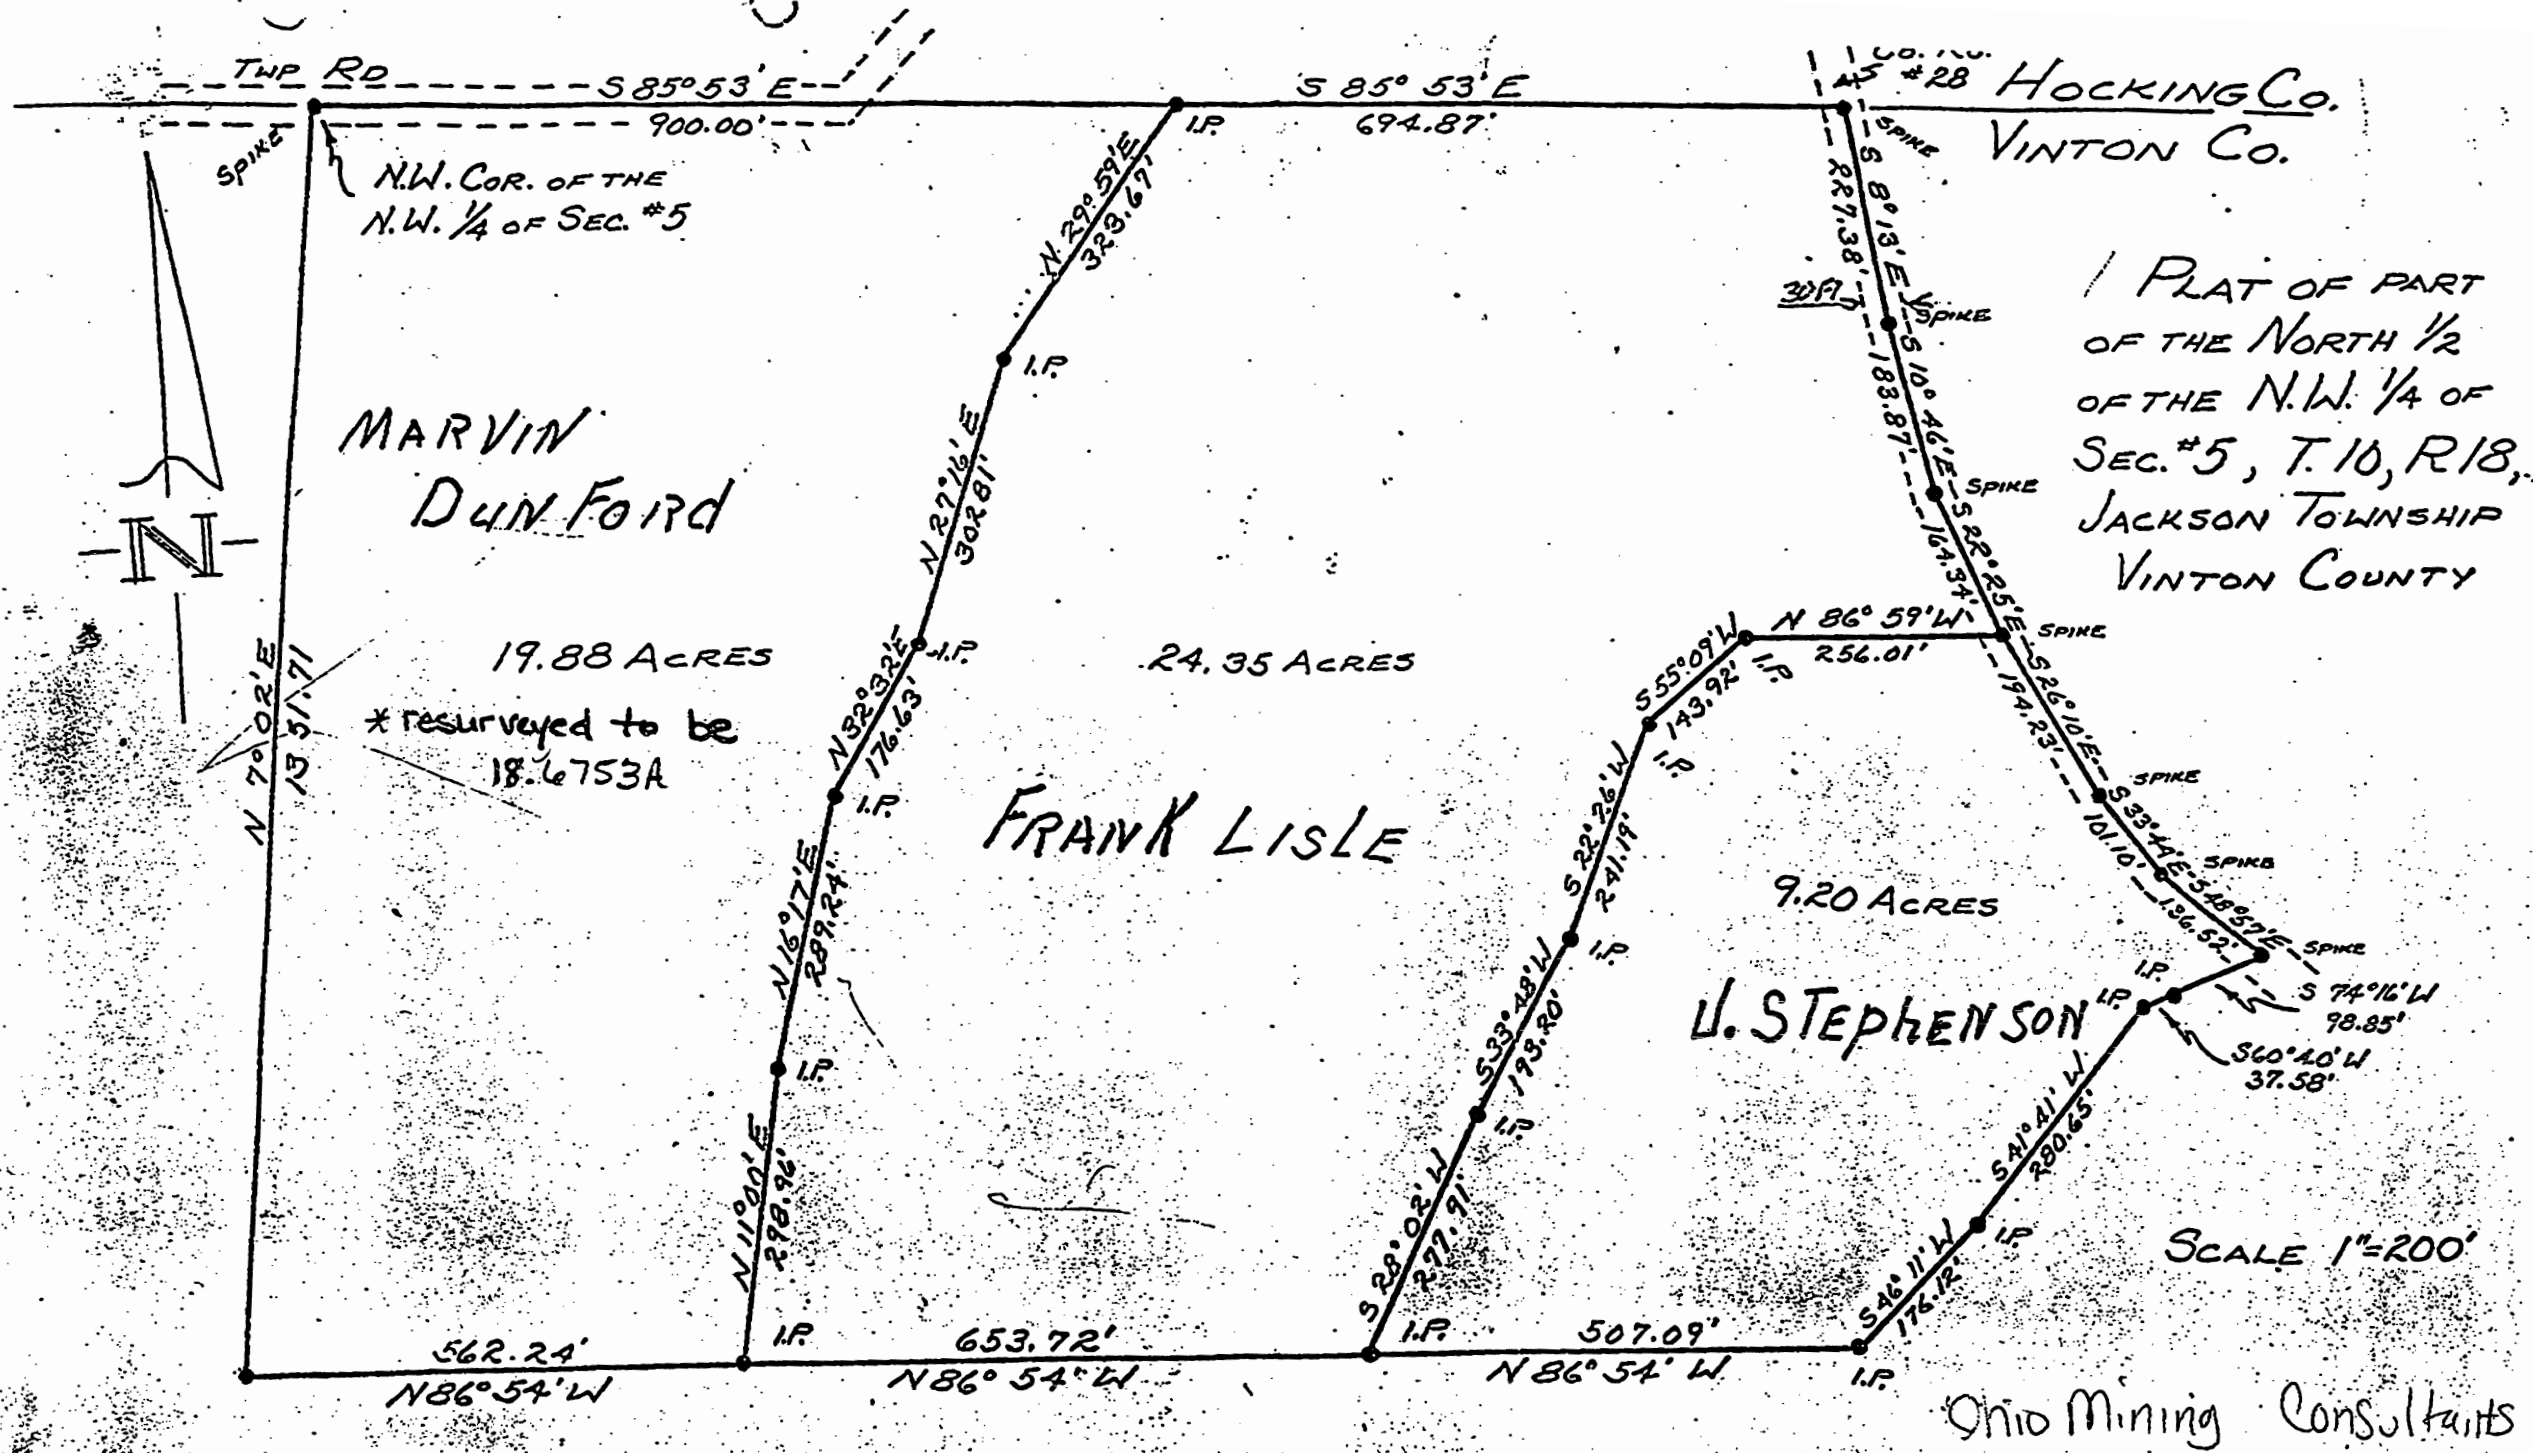 TWP RD
S 85° 53' E
900.00'
S 85° 53' E
694.87'
#28
HOCKING CO.
VINTON CO.
SPIKE
N.W. COR. OF THE
N.W. 1/4 OF SEC. #5
I.P.
SPIKE
N. 29° 59' E
323.67'
S 8° 13' E
227.38'
30 Ft
SPIKE
1 PLAT OF PART
OF THE NORTH 1/2
OF THE N.W. 1/4 OF
SEC. #5, T. 10, R 18,
JACKSON TOWNSHIP
VINTON COUNTY
I.P.
S 10° 46' E
183.87'
MARVIN
DUNFORD
N 27° 16' E
302.81'
SPIKE
S 22° 25' E
164.34'
N
19.88 ACRES
* resurveyed to be
18.6753A
I.P.
24.35 ACRES
N 86° 59' W
256.01'
SPIKE
I.P.
S 55° 09' W
143.92'
I.P.
N 7° 02' E
1351.71
N 32° 32' E
176.63'
I.P.
FRANK LISLE
S 26° 10' E
194.23'
SPIKE
S 33° 44' E
101.10'
SPIKE
S 22° 26' W
241.19'
9.20 ACRES
S 48° 57' E
136.52'
SPIKE
I.P.
N 16° 17' E
289.24'
I.P.
J. STEPHENSON
I.P.
I.P.
S 74° 16' W
98.85'
S 60° 40' W
37.58'
S 33° 48' W
193.20'
I.P.
S 41° 41' W
280.65'
I.P.
N 11° 00' E
298.96'
I.P.
S 28° 02' W
277.91'
I.P.
S 46° 11' W
176.12'
I.P.
SCALE 1"=200'
562.24'
N 86° 54' W
653.72'
N 86° 54' W
507.09'
N 86° 54' W
Ohio Mining Consultants